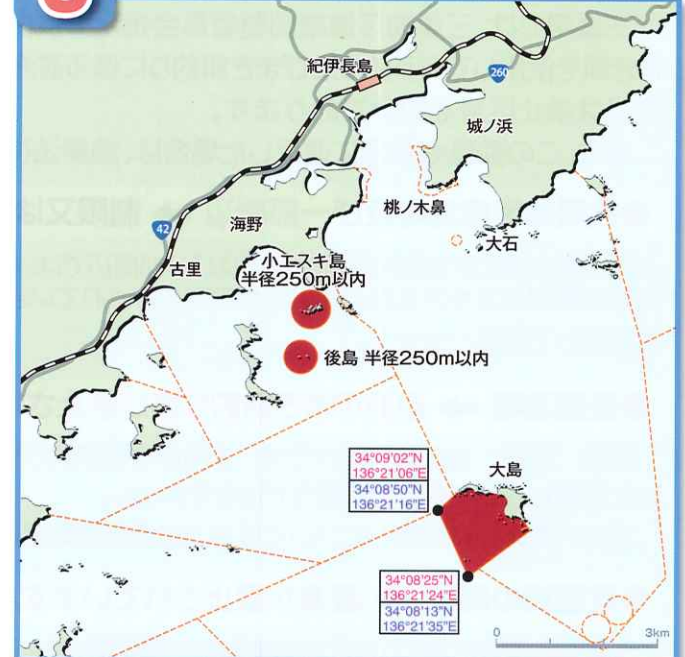 紀伊長島
260
城ノ浜
桃ノ木鼻
大石
42
海野
古里
小エスキ島
半径250m以内
後島 半径250m以内
34°09'02"N
136°21'06"E
34°08'50"N
136°21'16"E
大島
34°08'25"N
136°21'24"E
34°08'13"N
136°21'35"E
0
3km